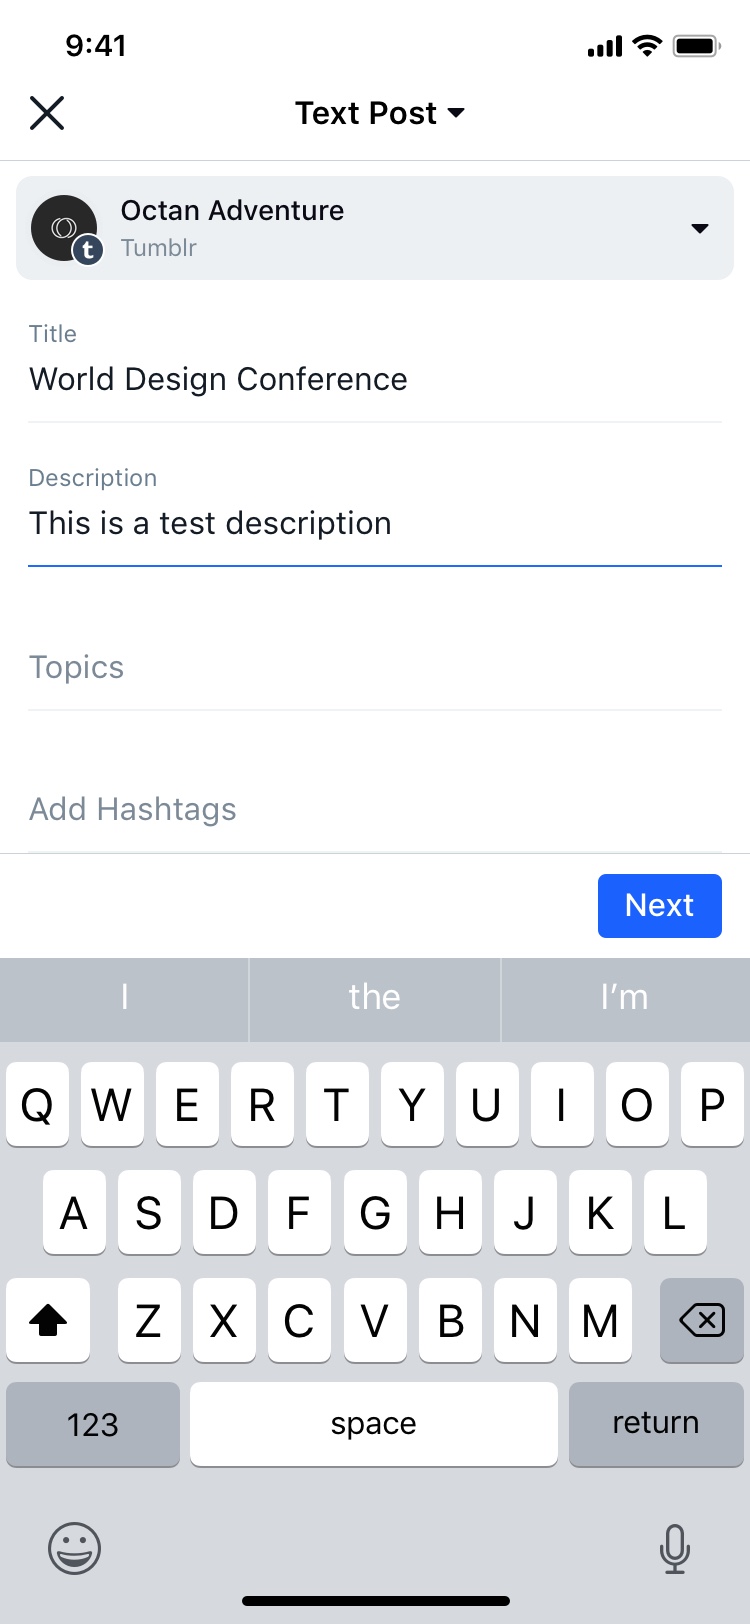 9:41
Text Post
Octan Adventure
t
Tumblr
Title
World Design Conference
Description
This is a test description
Topics
Add Hashtags
Next
I the I’m
Q W E R T Y U I O P
A S D F G H J K L
Z X C V B N M
123 space return